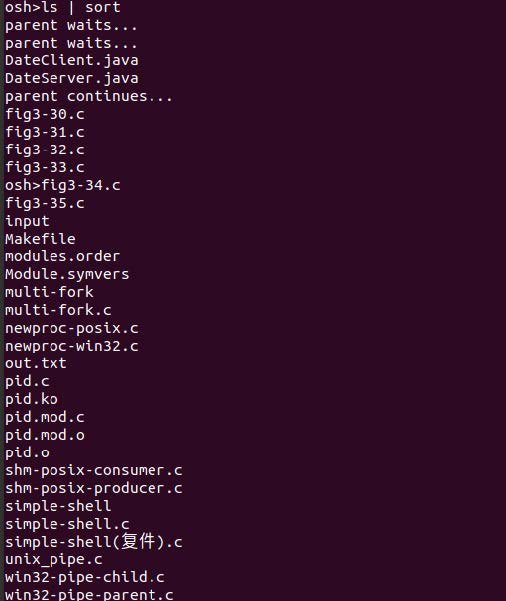 osh>ls | sort
parent waits...
parent waits...
DateClient.java
DateServer.java
parent continues...
fig3-30.c
fig3-31.c
fig3-32.c
fig3-33.c
osh>fig3-34.c
fig3-35.c
input
Makefile
modules.order
Module.symvers
multi-fork
multi-fork.c
newproc-posix.c
newproc-win32.c
out.txt
pid.c
pid.ko
pid.mod.c
pid.mod.o
pid.o
shm-posix-consumer.c
shm-posix-producer.c
simple-shell
simple-shell.c
simple-shell(复件).c
unix_pipe.c
win32-pipe-child.c
win32-pipe-parent.c